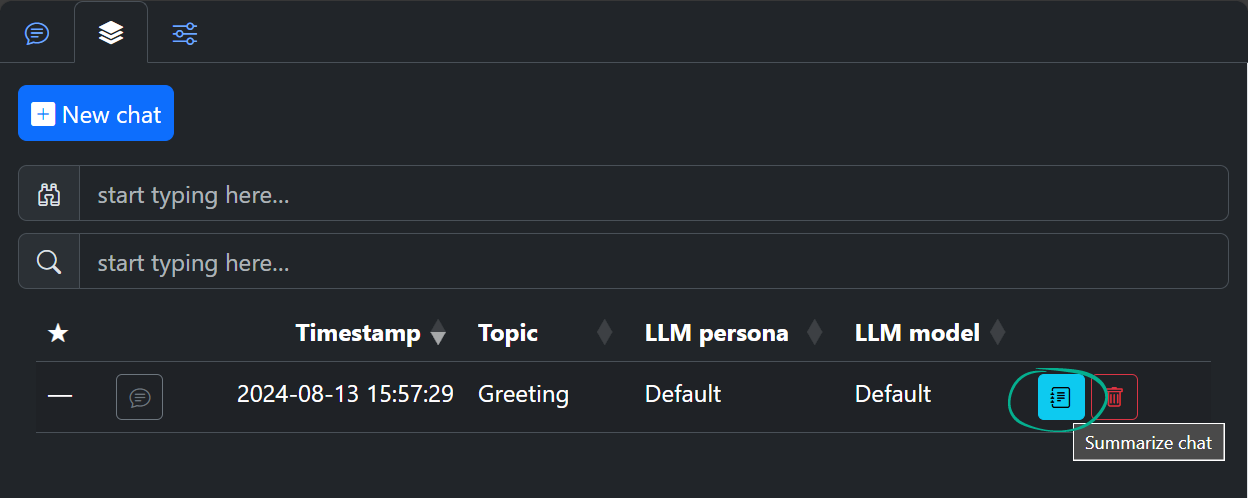 New chat
start typing here...
start typing here...
Timestamp Topic LLM persona LLM model
— 2024-08-13 15:57:29 Greeting Default Default
Summarize chat